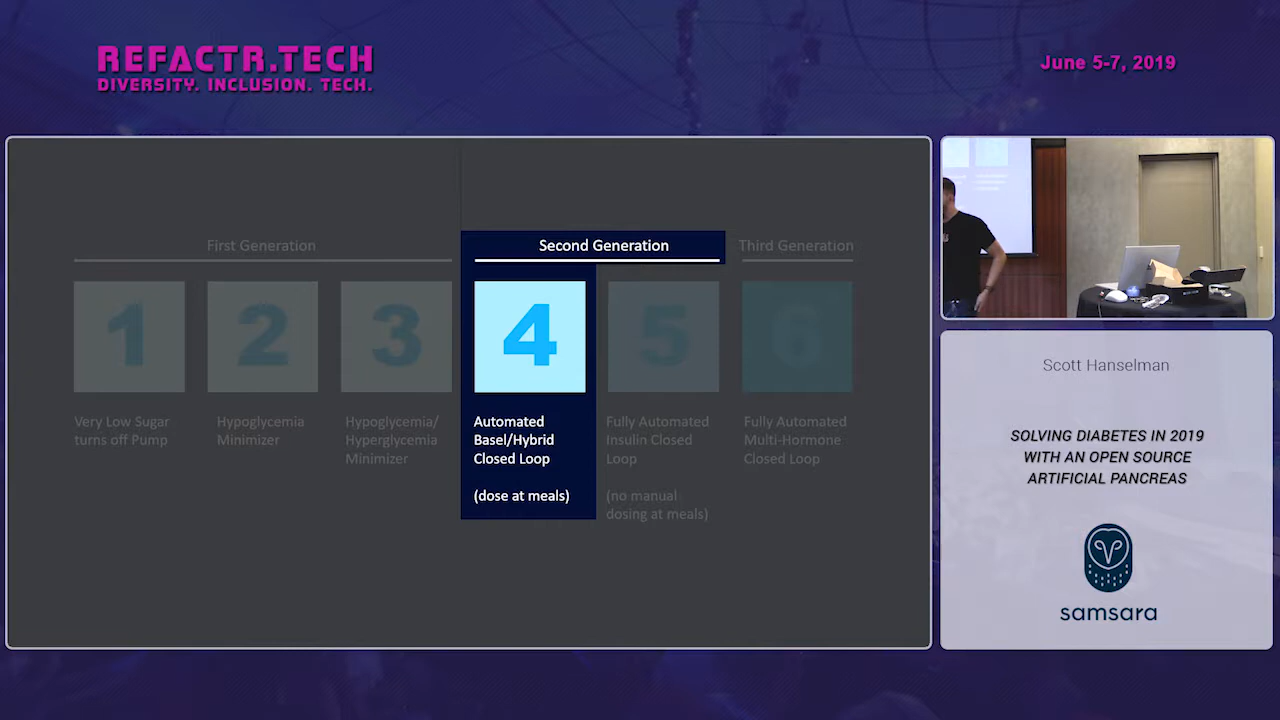 REFACTR.TECH
DIVERSITY. INCLUSION. TECH.
June 5-7, 2019
First Generation
Second Generation
Third Generation
1
2
3
4
5
6
Very Low Sugar
turns off Pump
Hypoglycemia
Minimizer
Hypoglycemia/
Hyperglycemia
Minimizer
Automated
Basel/Hybrid
Closed Loop
(dose at meals)
Fully Automated
Insulin Closed
Loop
(no manual
dosing at meals)
Fully Automated
Multi-Hormone
Closed Loop
Scott Hanselman
SOLVING DIABETES IN 2019
WITH AN OPEN SOURCE
ARTIFICIAL PANCREAS
samsara